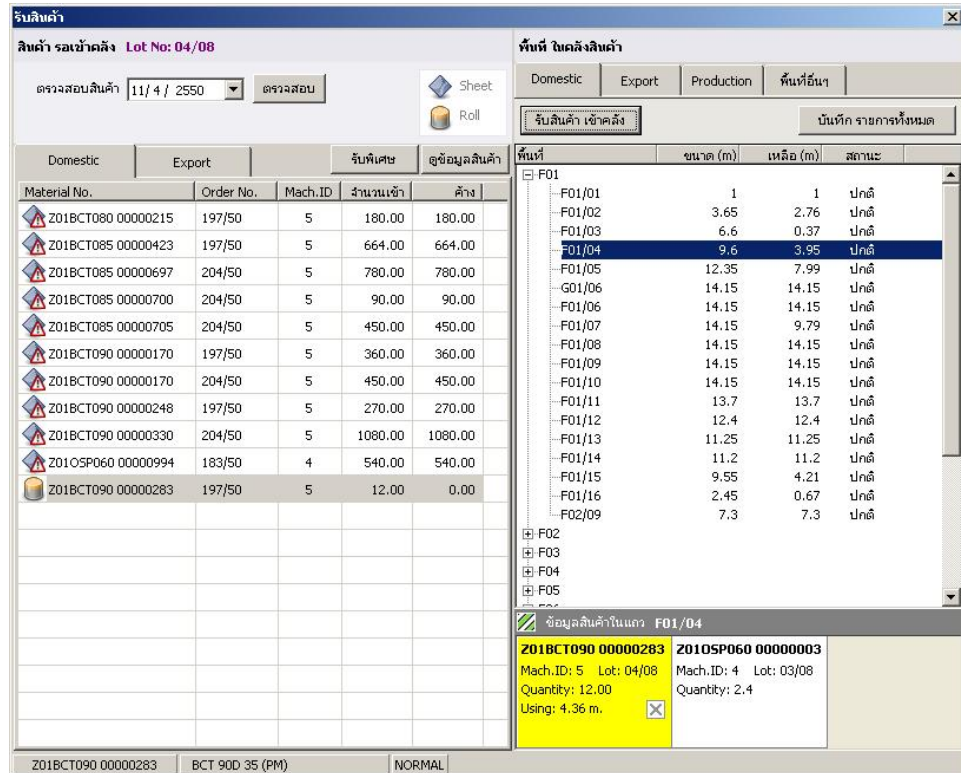 รับสินค้า
สินค้า รอเข้าคลัง Lot No: 04/08
ตรวจสอบสินค้า 11/ 4 / 2550 ตรวจสอบ
Sheet
Roll
Domestic Export รับพิเศษ ดูข้อมูลสินค้า
Material No. Order No. Mach.ID จำนวนเข้า ค้าง
Z01BCT080 00000215 197/50 5 180.00 180.00
Z01BCT085 00000423 197/50 5 664.00 664.00
Z01BCT085 00000697 204/50 5 780.00 780.00
Z01BCT085 00000700 204/50 5 90.00 90.00
Z01BCT085 00000705 204/50 5 450.00 450.00
Z01BCT090 00000170 197/50 5 360.00 360.00
Z01BCT090 00000170 204/50 5 450.00 450.00
Z01BCT090 00000248 197/50 5 270.00 270.00
Z01BCT090 00000330 204/50 5 1080.00 1080.00
Z01OSP060 00000994 183/50 4 540.00 540.00
Z01BCT090 00000283 197/50 5 12.00 0.00
พื้นที่ ในคลังสินค้า
Domestic Export Production พื้นที่อื่นๆ
รับสินค้า เข้าคลัง บันทึก รายการทั้งหมด
พื้นที่ ขนาด (m) เหลือ (m) สถานะ
F01
F01/01 1 1 ปกติ
F01/02 3.65 2.76 ปกติ
F01/03 6.6 0.37 ปกติ
F01/04 9.6 3.95 ปกติ
F01/05 12.35 7.99 ปกติ
G01/06 14.15 14.15 ปกติ
F01/06 14.15 14.15 ปกติ
F01/07 14.15 9.79 ปกติ
F01/08 14.15 14.15 ปกติ
F01/09 14.15 14.15 ปกติ
F01/10 14.15 14.15 ปกติ
F01/11 13.7 13.7 ปกติ
F01/12 12.4 12.4 ปกติ
F01/13 11.25 11.25 ปกติ
F01/14 11.2 11.2 ปกติ
F01/15 9.55 4.21 ปกติ
F01/16 2.45 0.67 ปกติ
F02/09 7.3 7.3 ปกติ
F02
F03
F04
F05
ข้อมูลสินค้าในแถว F01/04
Z01BCT090 00000283
Mach.ID: 5 Lot: 04/08
Quantity: 12.00
Using: 4.36 m.
Z01OSP060 00000003
Mach.ID: 4 Lot: 03/08
Quantity: 2.4
Z01BCT090 00000283 BCT 90D 35 (PM) NORMAL